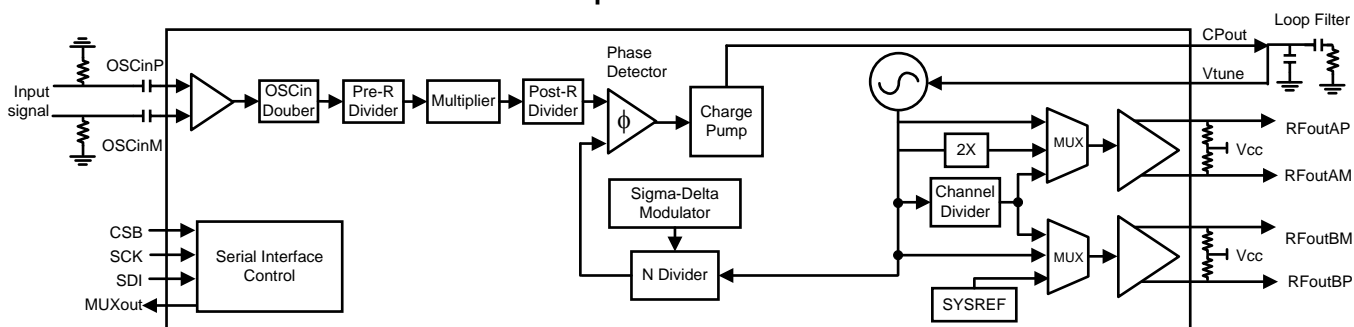 CPout
Loop Filter
OSCinP
Phase
Detector
Vtune
Input
signal
OSCin
Douber
Pre-R
Divider
Multiplier
Post-R
Divider
ϕ
Charge
Pump
OSCinM
MUX
RFoutAP
2X
Vcc
RFoutAM
Sigma-Delta
Modulator
Channel
Divider
CSB
SCK
SDI
MUXout
Serial Interface
Control
N Divider
MUX
RFoutBM
Vcc
RFoutBP
SYSREF